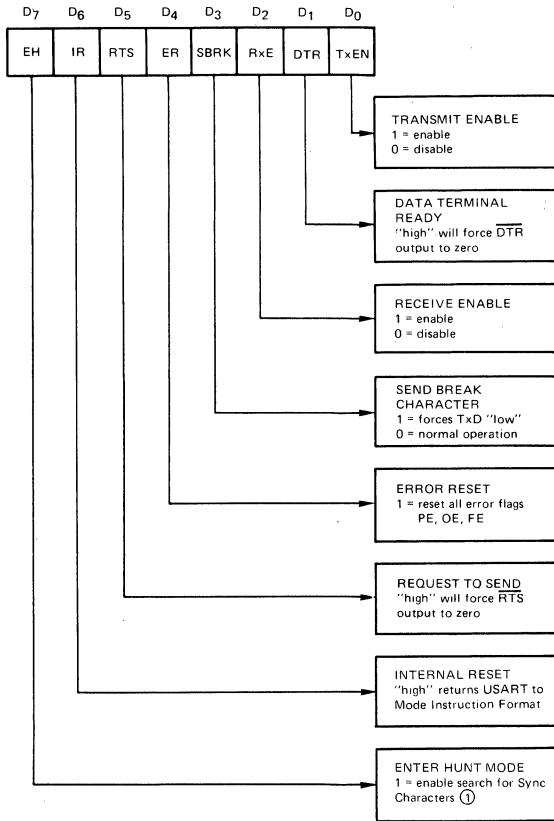 D7 D6 D5 D4 D3 D2 D1 D0
EH IR RTS ER SBRK RxE DTR TxEN
TRANSMIT ENABLE
1 = enable
0 = disable
DATA TERMINAL
READY
"high" will force DTR
output to zero
RECEIVE ENABLE
1 = enable
0 = disable
SEND BREAK
CHARACTER
1 = forces TxD "low"
0 = normal operation
ERROR RESET
1 = reset all error flags
PE, OE, FE
REQUEST TO SEND
"high" will force RTS
output to zero
INTERNAL RESET
"high" returns USART to
Mode Instruction Format
ENTER HUNT MODE
1 = enable search for Sync
Characters ①